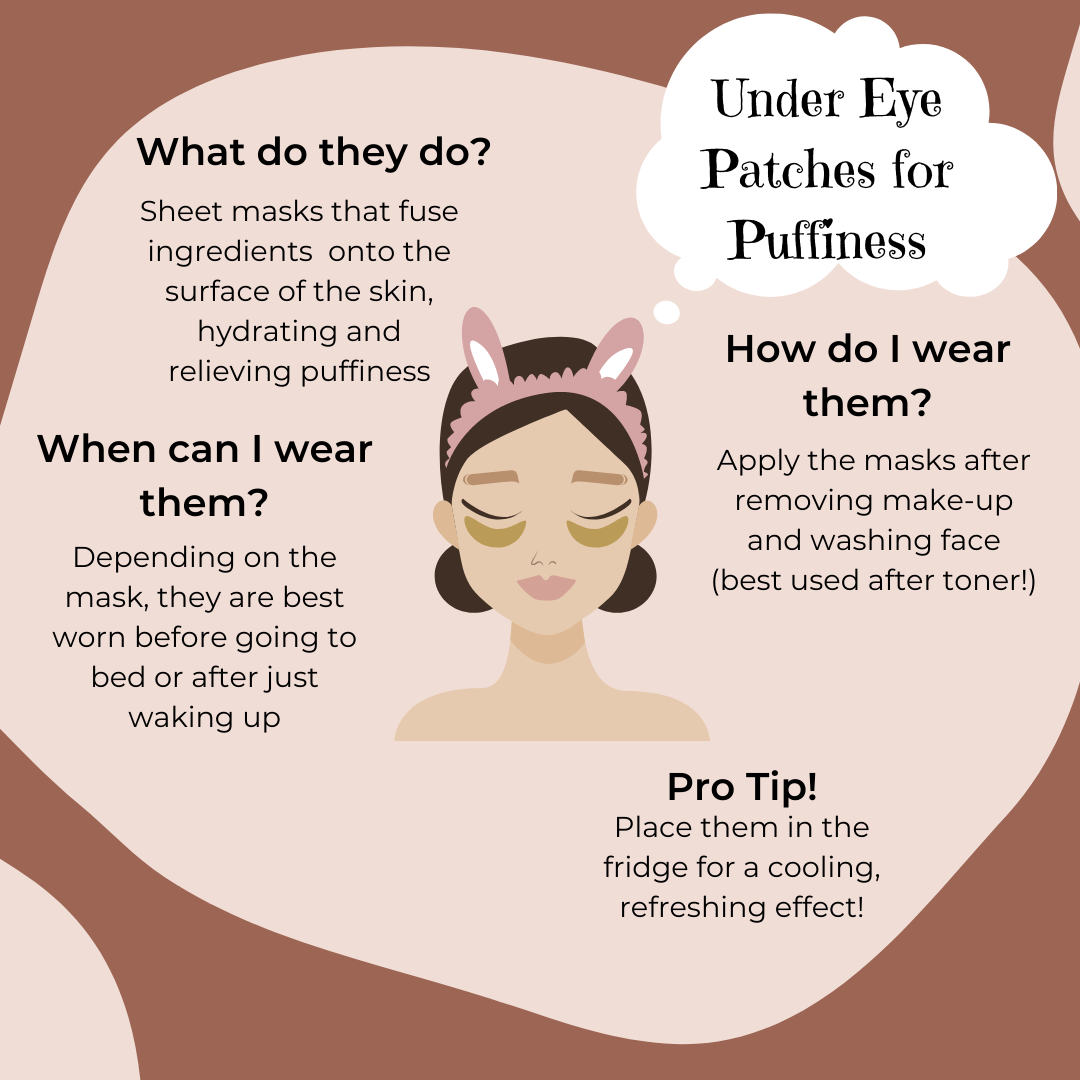 Under Eye
Patches for
Puffiness
What do they do?
Sheet masks that fuse
ingredients  onto the
surface of the skin,
hydrating and
relieving puffiness
When can I wear
them?
Depending on the
mask, they are best
worn before going to
bed or after just
waking up
How do I wear
them?
Apply the masks after
removing make-up
and washing face
(best used after toner!)
Pro Tip!
Place them in the
fridge for a cooling,
refreshing effect!